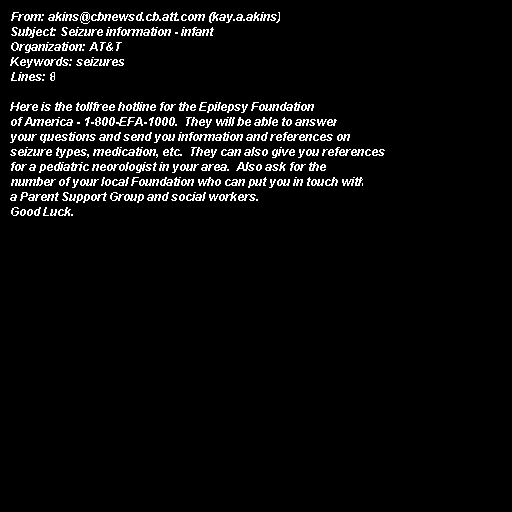 From: akins@cbnewsd.cb.att.com (kay.a.akins)
Subject: Seizure information - infant
Organization: AT&T
Keywords: seizures
Lines: 8

Here is the tollfree hotline for the Epilepsy Foundation
of America - 1-800-EFA-1000.  They will be able to answer
your questions and send you information and references on
seizure types, medication, etc.  They can also give you references
for a pediatric neorologist in your area.  Also ask for the
number of your local Foundation who can put you in touch with
a Parent Support Group and social workers.
Good Luck.